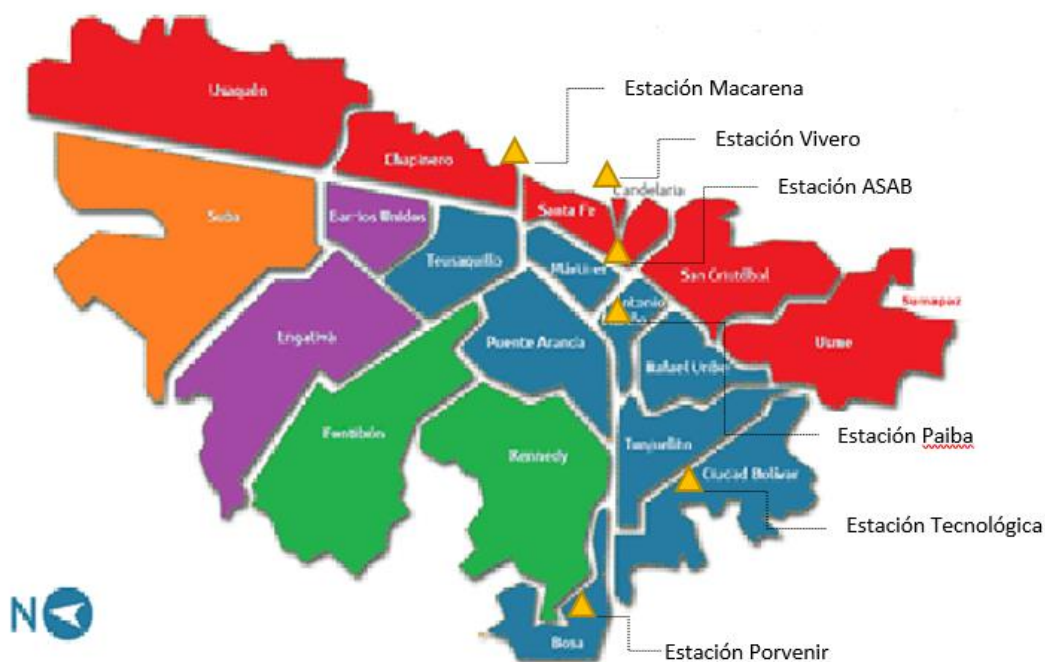 Usaquén
Estación Macarena
Estación Vivero
Chapinero
Candelaria
Estación ASAB
Suba
Barrios Unidos
Santa Fe
Teusaquillo
Mártires
San Cristóbal
Sumapaz
Antonio
Engativá
Puente Aranda
Usme
Rafael Uribe
Fontibón
Estación Paiba
Tunjuelito
Kennedy
Ciudad Bolívar
Estación Tecnológica
N
Bosa
Estación Porvenir